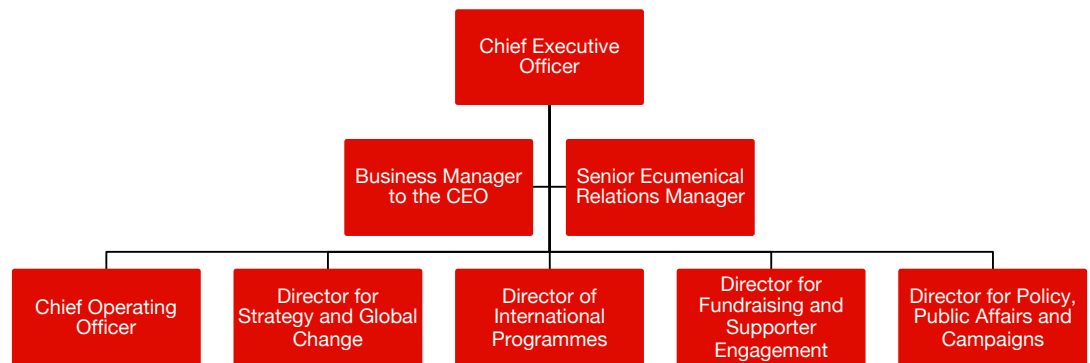 Chief Executive
Officer
Business Manager
to the CEO
Senior Ecumenical
Relations Manager
Chief Operating
Officer
Director for
Strategy and Global
Change
Director of
International
Programmes
Director for
Fundraising and
Supporter
Engagement
Director for Policy,
Public Affairs and
Campaigns